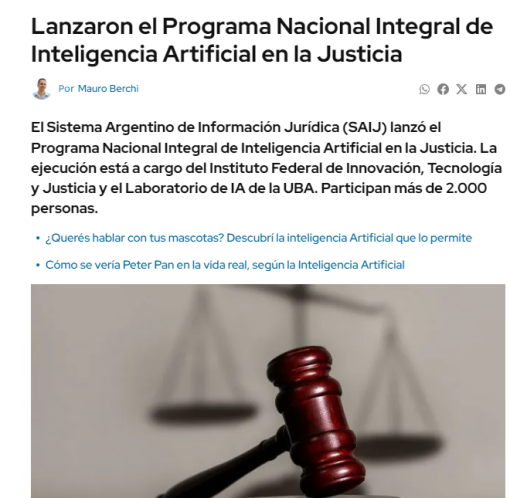 Lanzaron el Programa Nacional Integral de
Inteligencia Artificial en la Justicia
Por Mauro Berchi
El Sistema Argentino de Información Jurídica (SAIJ) lanzó el
Programa Nacional Integral de Inteligencia Artificial en la Justicia. La
ejecución está a cargo del Instituto Federal de Innovación, Tecnología
y Justicia y el Laboratorio de IA de la UBA. Participan más de 2.000
personas.
• ¿Querés hablar con tus mascotas? Descubrí la inteligencia Artificial que lo permite
• Cómo se vería Peter Pan en la vida real, según la Inteligencia Artificial